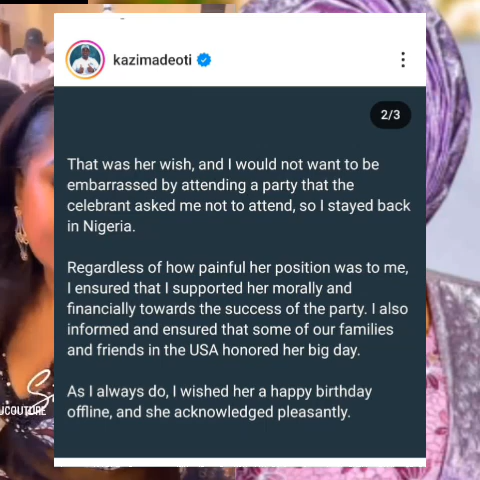 kazimadeoti
2/3
That was her wish, and I would not want to be
embarrassed by attending a party that the
celebrant asked me not to attend, so I stayed back
in Nigeria.
Regardless of how painful her position was to me,
I ensured that I supported her morally and
financially towards the success of the party. I also
informed and ensured that some of our families
and friends in the USA honored her big day.
As I always do, I wished her a happy birthday
offline, and she acknowledged pleasantly.
JCOUTURE